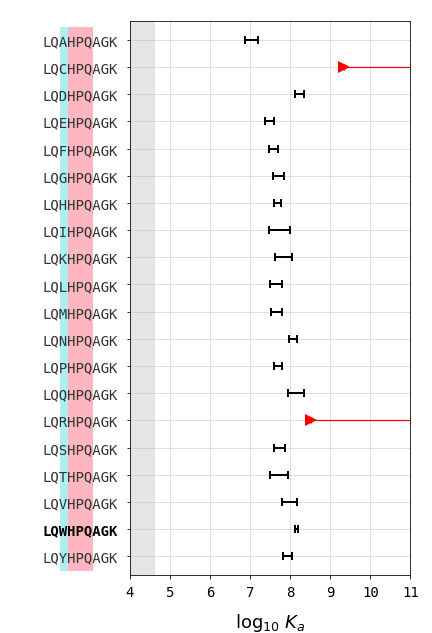 LQAHPQAGK
LQCHPQAGK
LQDHPQAGK
LQEHPQAGK
LQFHPQAGK
LQGHPQAGK
LQHHPQAGK
LQIHPQAGK
LQKHPQAGK
LQLHPQAGK
LQMHPQAGK
LQNHPQAGK
LQPHPQAGK
LQQHPQAGK
LQRHPQAGK
LQSHPQAGK
LQTHPQAGK
LQVHPQAGK
LQWHPQAGK
LQYHPQAGK
4 5 6 7 8 9 10 11
log₁₀ Kₐ